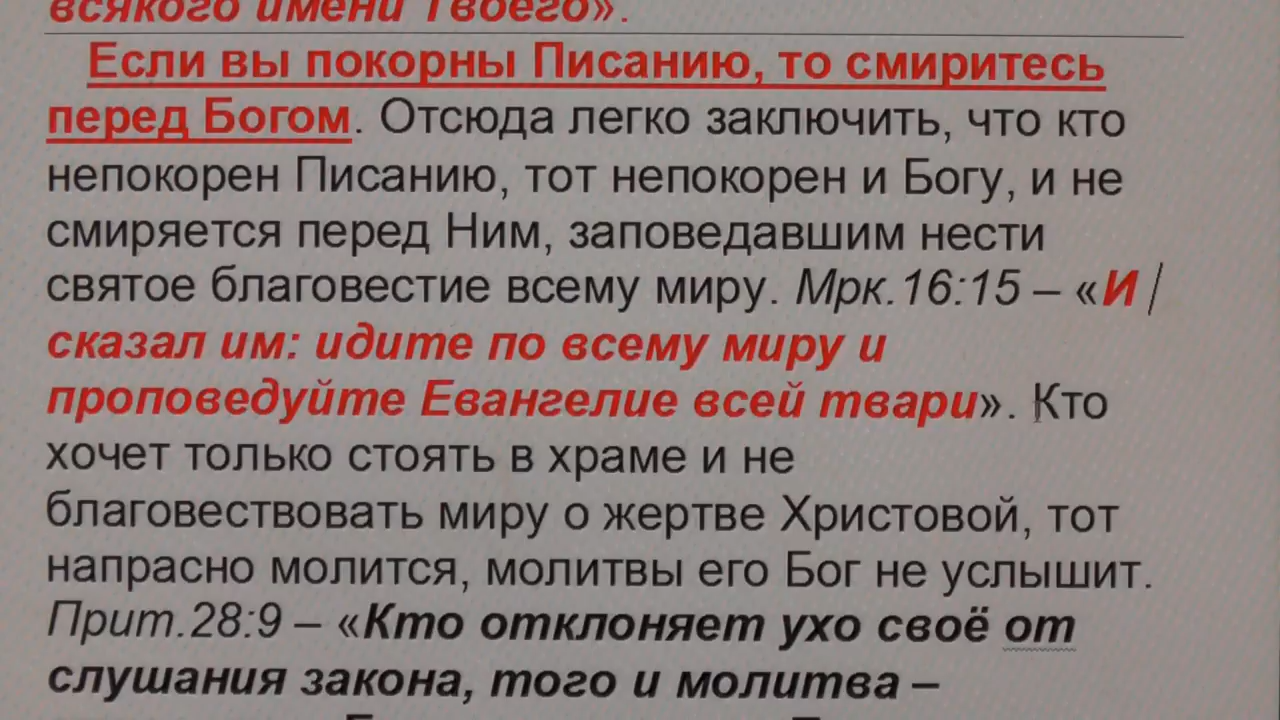 всякого имени Твоего».
Если вы покорны Писанию, то смиритесь
перед Богом. Отсюда легко заключить, что кто
непокорен Писанию, тот непокорен и Богу, и не
смиряется перед Ним, заповедавшим нести
святое благовестие всему миру. Мрк.16:15 – «И
сказал им: идите по всему миру и
проповедуйте Евангелие всей твари». Кто
хочет только стоять в храме и не
благовествовать миру о жертве Христовой, тот
напрасно молится, молитвы его Бог не услышит.
Прит.28:9 – «Кто отклоняет ухо своё от
слушания закона, того и молитва –